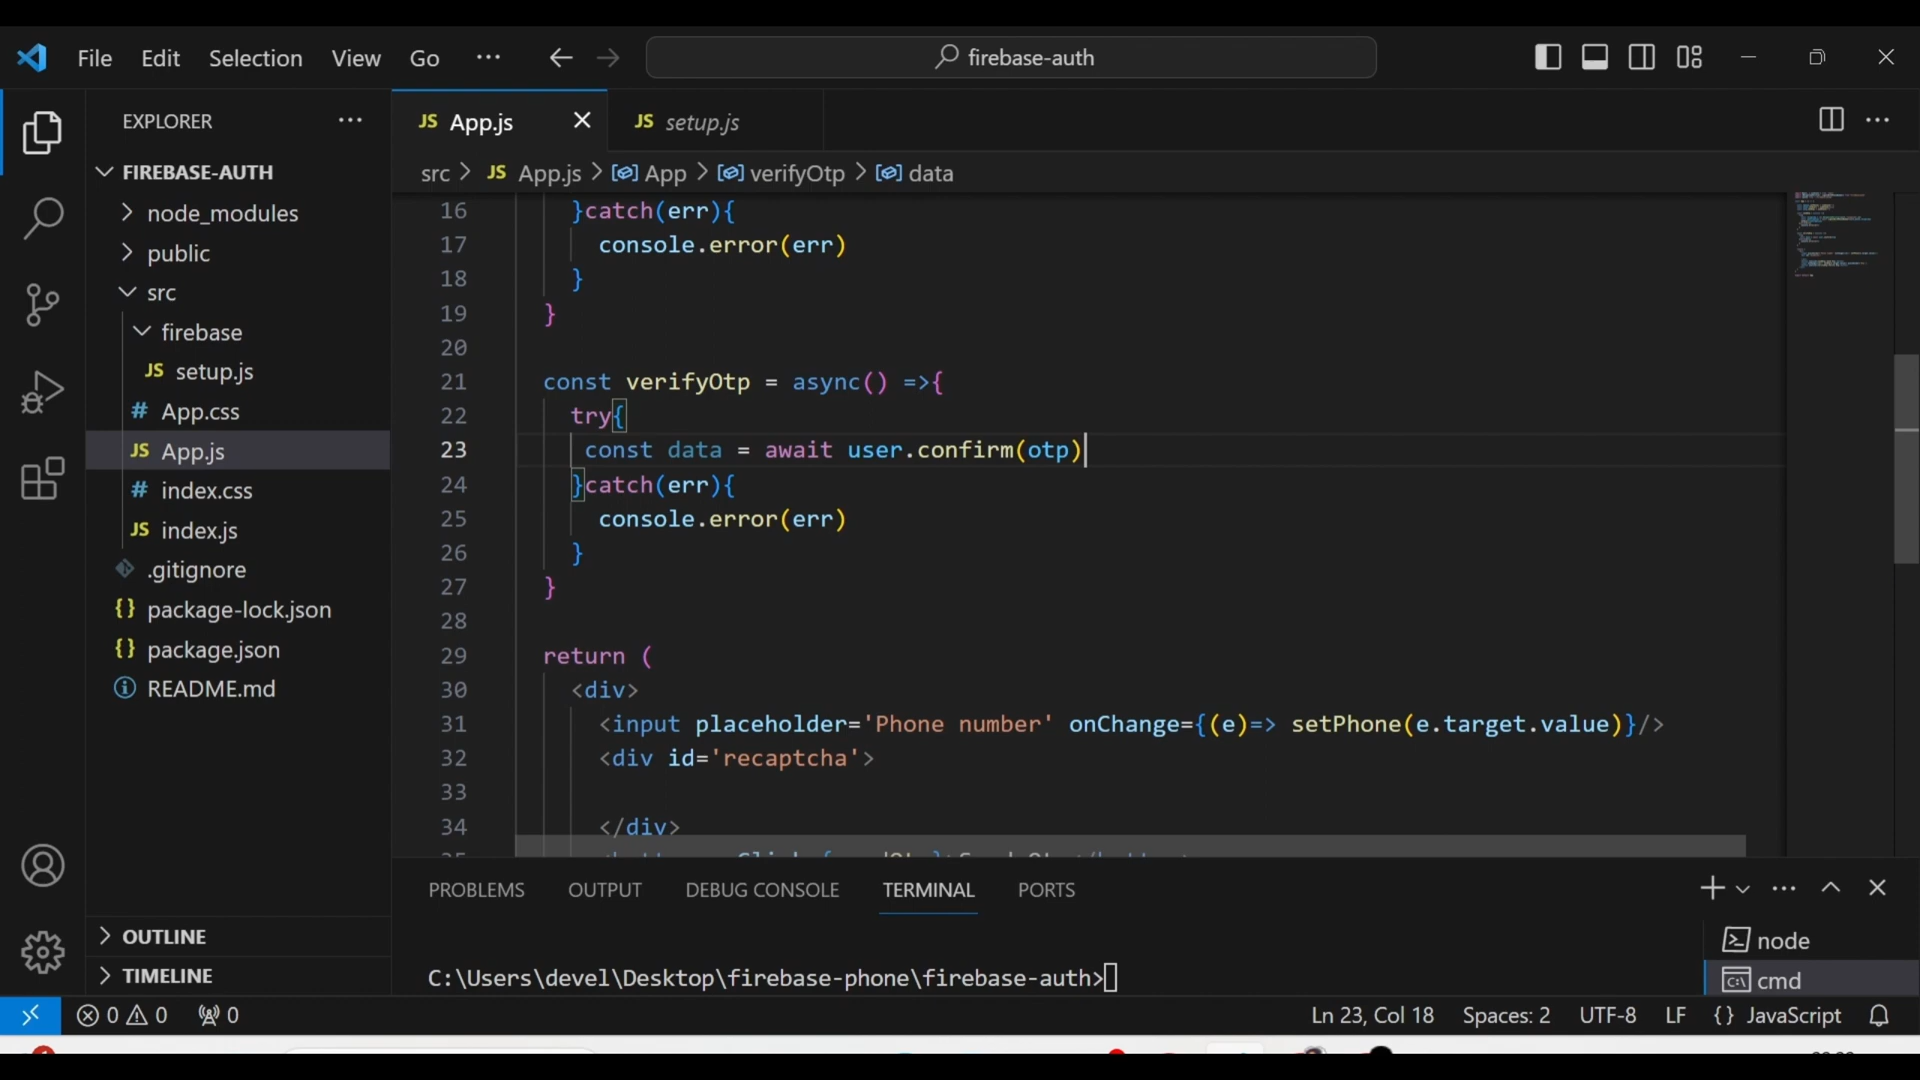 File Edit Selection View Go ··· firebase-auth
EXPLORER ···
FIREBASE-AUTH
node_modules
public
src
firebase
JS setup.js
# App.css
JS App.js
# index.css
JS index.js
.gitignore
{} package-lock.json
{} package.json
README.md
OUTLINE
TIMELINE
JS App.js JS setup.js
src > JS App.js > App > verifyOtp > data
16 }catch(err){
17 console.error(err)
18 }
19 }
20
21 const verifyOtp = async() =>{
22 try{
23 const data = await user.confirm(otp)
24 }catch(err){
25 console.error(err)
26 }
27 }
28
29 return (
30 <div>
31 <input placeholder='Phone number' onChange={(e)=> setPhone(e.target.value)}/>
32 <div id='recaptcha'>
33
34 </div>
PROBLEMS OUTPUT DEBUG CONSOLE TERMINAL PORTS
C:\Users\devel\Desktop\firebase-phone\firebase-auth>
node
cmd
0 0 0 Ln 23, Col 18 Spaces: 2 UTF-8 LF {} JavaScript